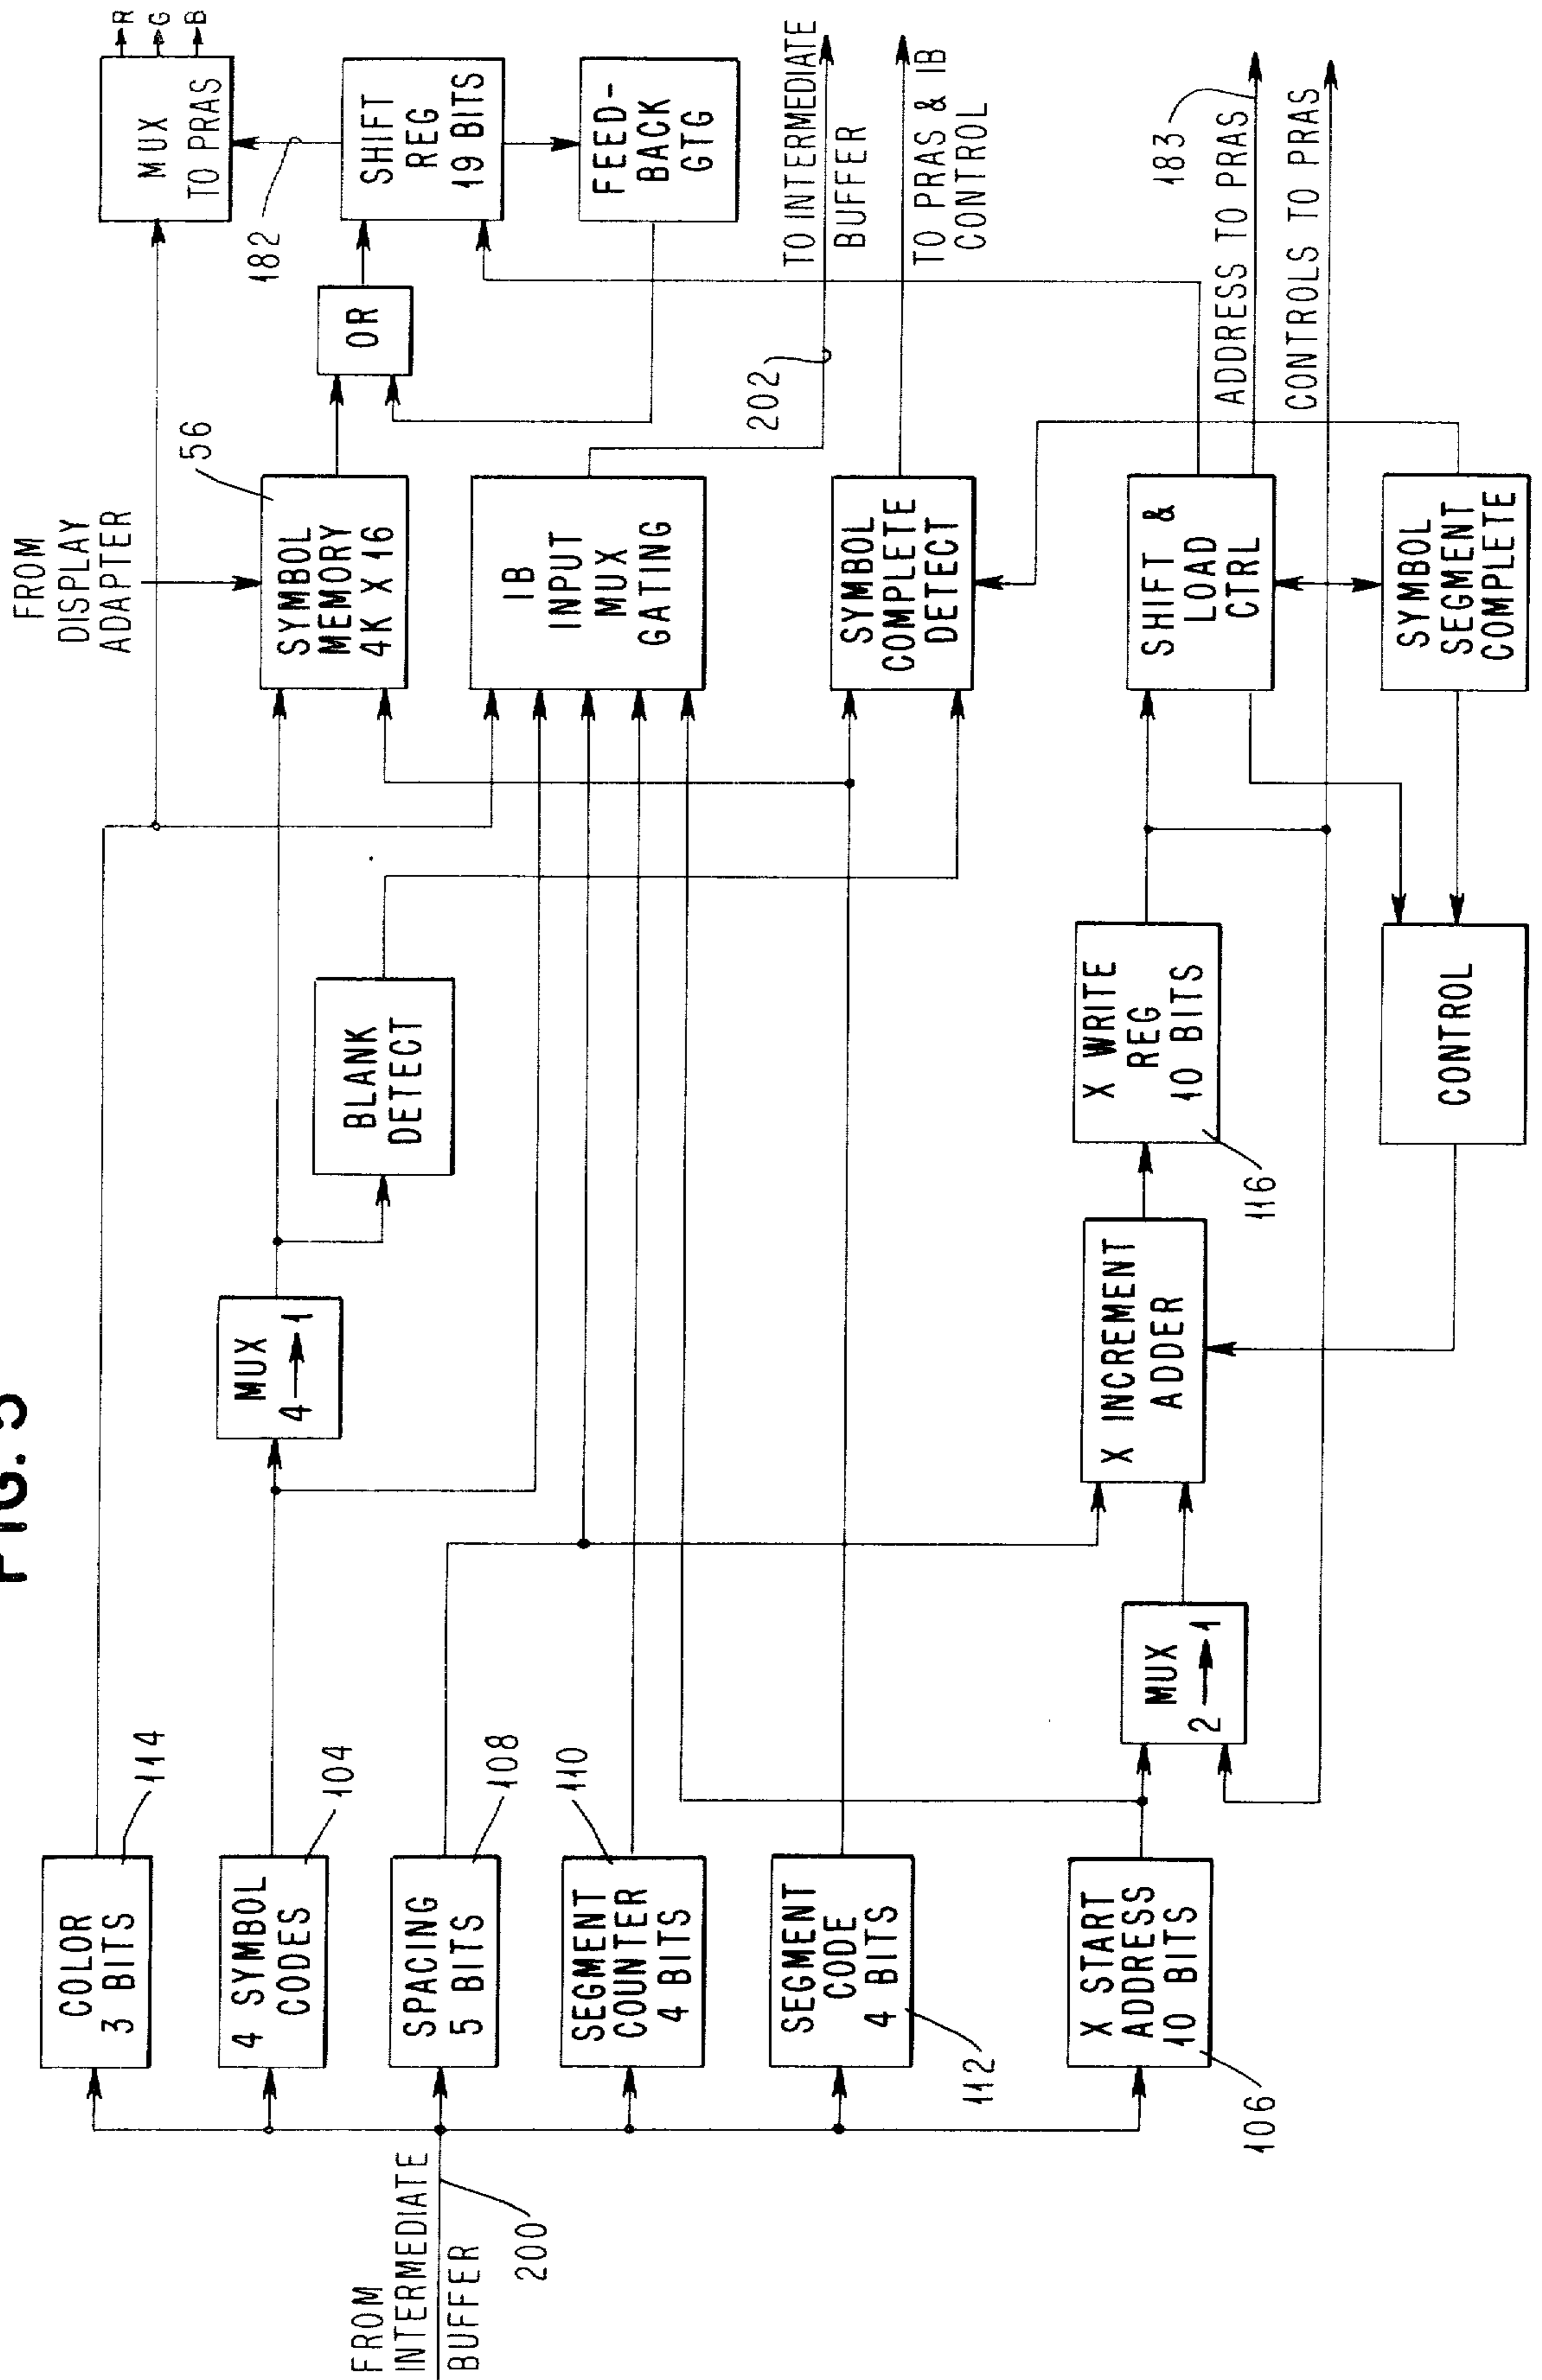 FIG. 5
FROM
INTERMEDIATE
BUFFER
200
COLOR
3 BITS
114
4 SYMBOL
CODES
104
SPACING
5 BITS
108
SEGMENT
COUNTER
4 BITS
110
SEGMENT
CODE
4 BITS
112
X START
ADDRESS
10 BITS
106
MUX
4→1
MUX
2→1
BLANK
DETECT
X INCREMENT
ADDER
X WRITE
REG
10 BITS
116
CONTROL
FROM
DISPLAY
ADAPTER
SYMBOL
MEMORY
4K X 16
56
IB
INPUT
MUX
GATING
SYMBOL
COMPLETE
DETECT
SHIFT &
LOAD
CTRL
SYMBOL
SEGMENT
COMPLETE
OR
MUX
TO PRAS
R
G
B
182
SHIFT
REG
19 BITS
FEED-
BACK
GTG
TO INTERMEDIATE
BUFFER
202
TO PRAS & IB
CONTROL
183
ADDRESS TO PRAS
CONTROLS TO PRAS